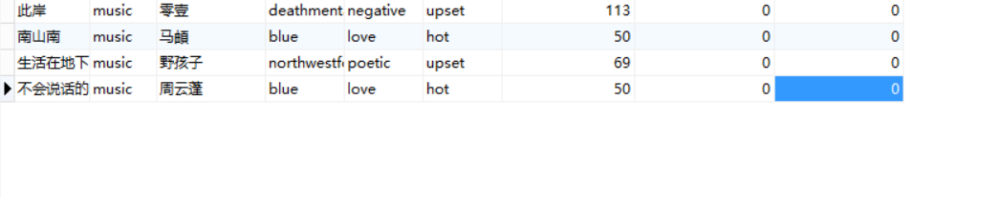 此岸 music 零壹 deathment negative upset 113 0 0
南山南 music 马頔 blue love hot 50 0 0
生活在地下 music 野孩子 northwestf poetic upset 69 0 0
不会说话的 music 周云蓬 blue love hot 50 0 0